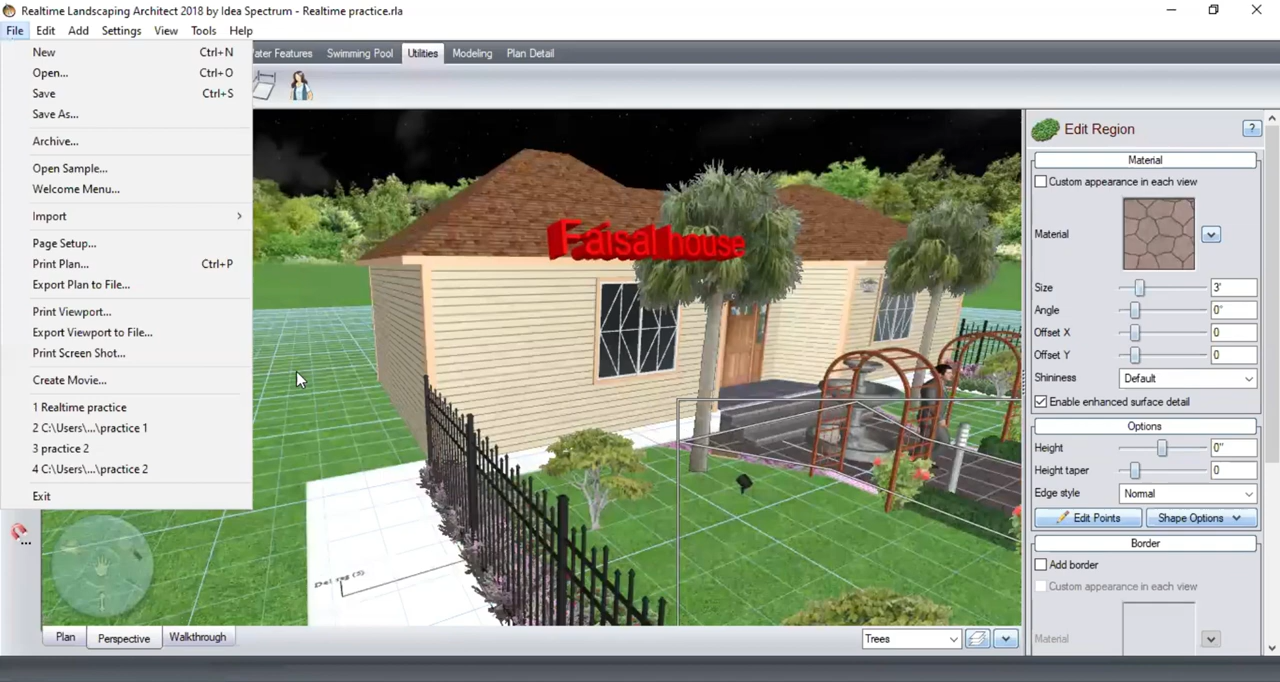 Realtime Landscaping Architect 2018 by Idea Spectrum - Realtime practice.rla
File Edit Add Settings View Tools Help
ater Features Swimming Pool Utilities Modeling Plan Detail
New Ctrl+N
Open... Ctrl+O
Save Ctrl+S
Save As...
Archive...
Open Sample...
Welcome Menu...
Import
Page Setup...
Print Plan... Ctrl+P
Export Plan to File...
Print Viewport...
Export Viewport to File...
Print Screen Shot...
Create Movie...
1 Realtime practice
2 C:\Users\...\practice 1
3 practice 2
4 C:\Users\...\practice 2
Exit
Faisal house
Plan Perspective Walkthrough
Trees
Edit Region ?
Material
Custom appearance in each view
Material
Size 3'
Angle 0°
Offset X 0
Offset Y 0
Shininess Default
Enable enhanced surface detail
Options
Height 0"
Height taper 0
Edge style Normal
Edit Points Shape Options
Border
Add border
Custom appearance in each view
Material